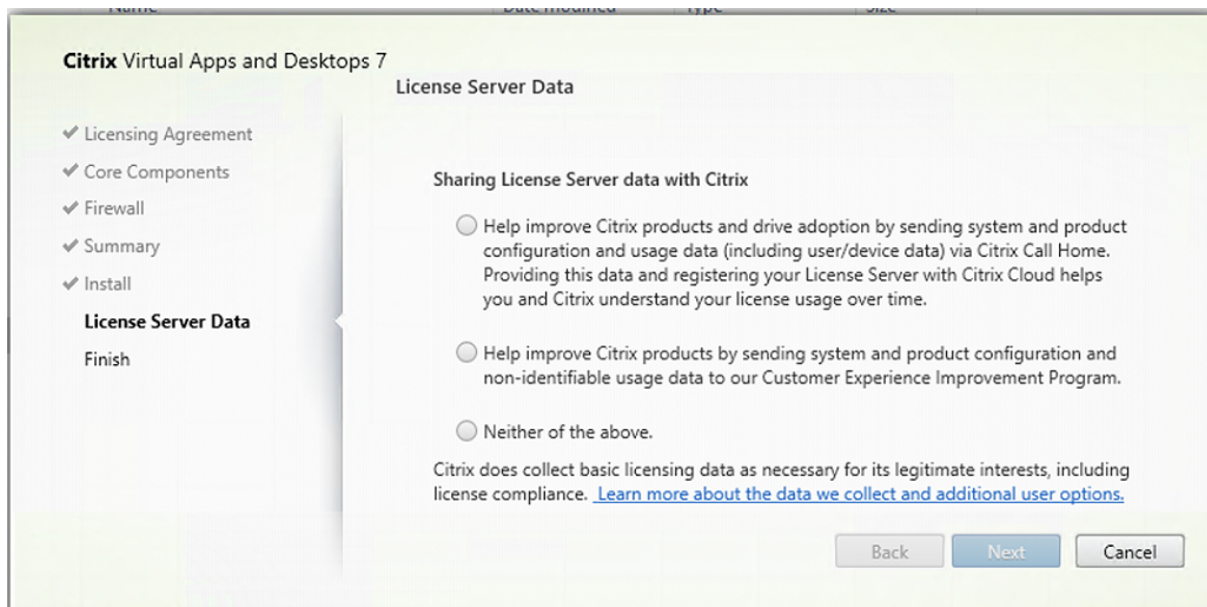 Name Date modified Type Size
Citrix Virtual Apps and Desktops 7
License Server Data
Licensing Agreement
Core Components
Firewall
Summary
Install
License Server Data
Finish
Sharing License Server data with Citrix
Help improve Citrix products and drive adoption by sending system and product
configuration and usage data (including user/device data) via Citrix Call Home.
Providing this data and registering your License Server with Citrix Cloud helps
you and Citrix understand your license usage over time.
Help improve Citrix products by sending system and product configuration and
non-identifiable usage data to our Customer Experience Improvement Program.
Neither of the above.
Citrix does collect basic licensing data as necessary for its legitimate interests, including
license compliance. Learn more about the data we collect and additional user options.
Back Next Cancel